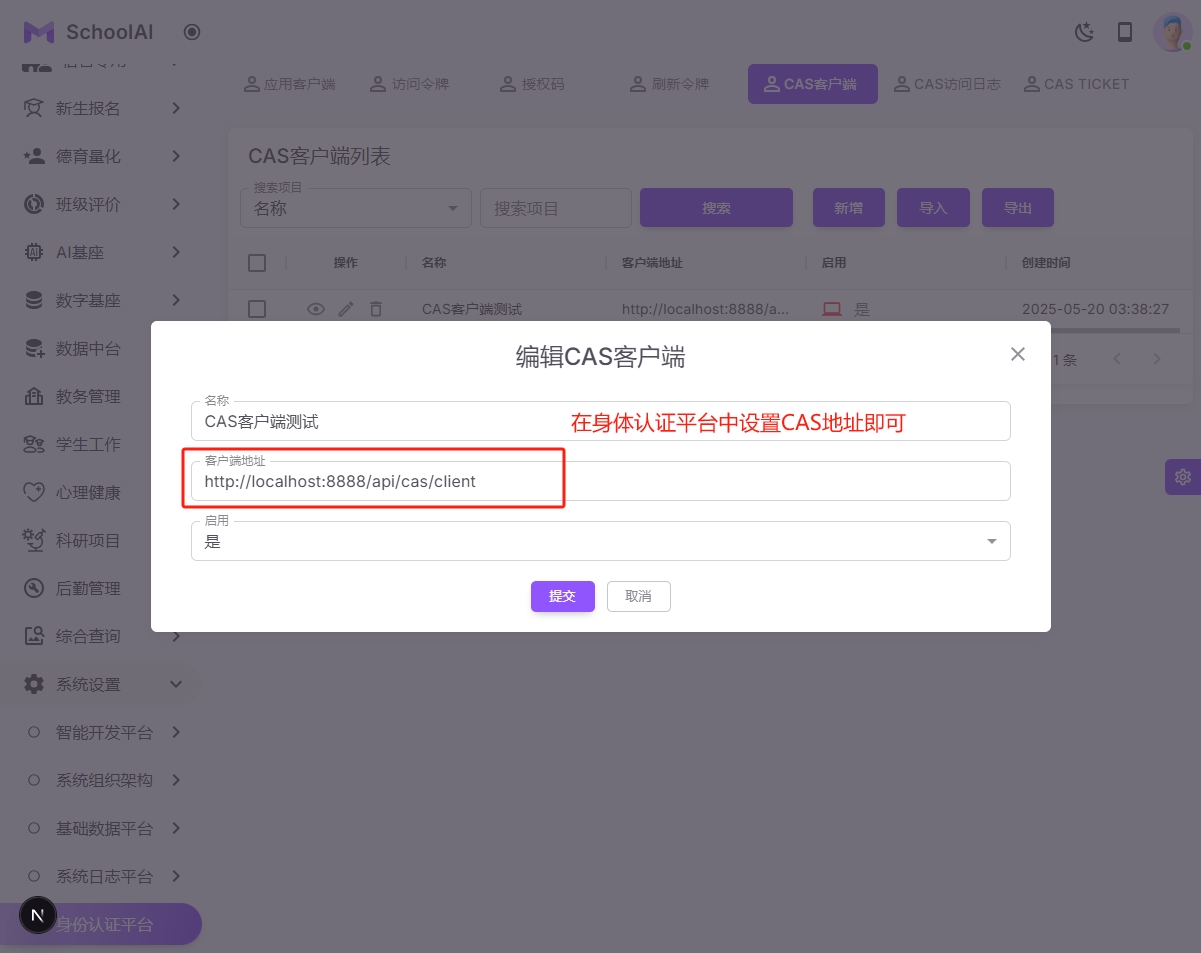 SchoolAI
新生报名
德育量化
班级评价
AI基座
数字基座
数据中台
教务管理
学生工作
心理健康
科研项目
后勤管理
综合查询
系统设置
智能开发平台
系统组织架构
基础数据平台
系统日志平台
身份认证平台
N
应用客户端
访问令牌
授权码
刷新令牌
CAS客户端
CAS访问日志
CAS TICKET
CAS客户端列表
搜索项目
名称
搜索项目
搜索
新增
导入
导出
操作
名称
客户端地址
启用
创建时间
CAS客户端测试
http://localhost:8888/a...
是
2025-05-20 03:38:27
1 条
编辑CAS客户端
名称
CAS客户端测试
在身体认证平台中设置CAS地址即可
客户端地址
http://localhost:8888/api/cas/client
启用
是
提交
取消